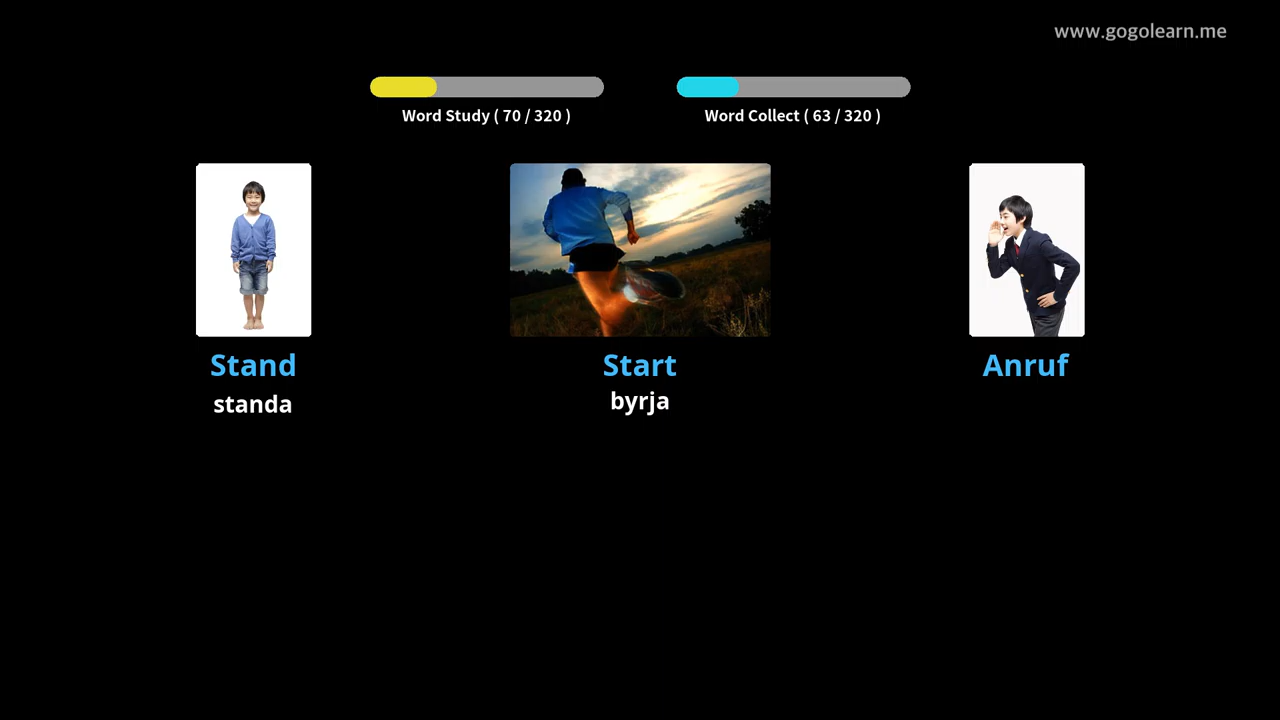 www.gogolearn.me
Word Study ( 70 / 320 )
Word Collect ( 63 / 320 )
Stand
standa
Start
byrja
Anruf